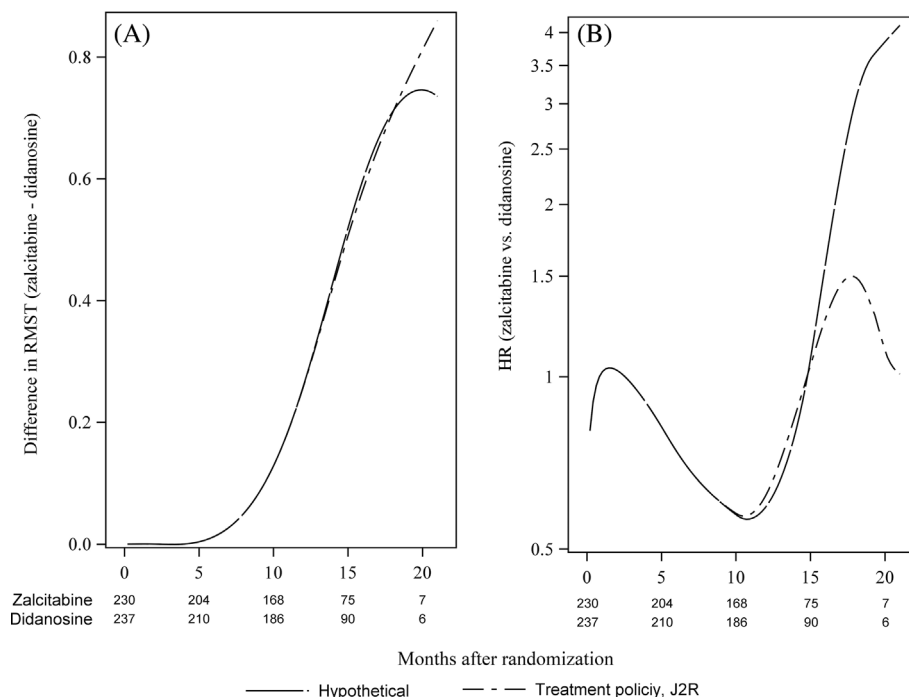 (A)
Difference in RMST (zalcitabine - didanosine)
0.8
0.6
0.4
0.2
0.0
0 5 10 15 20
(B)
HR (zalcitabine vs. didanosine)
4
3.5
3
2.5
2
1.5
1
0.5
0 5 10 15 20
Zalcitabine 230 204 168 75 7 230 204 168 75 7
Didanosine 237 210 186 90 6 237 210 186 90 6
Months after randomization
Hypothetical Treatment policiy, J2R